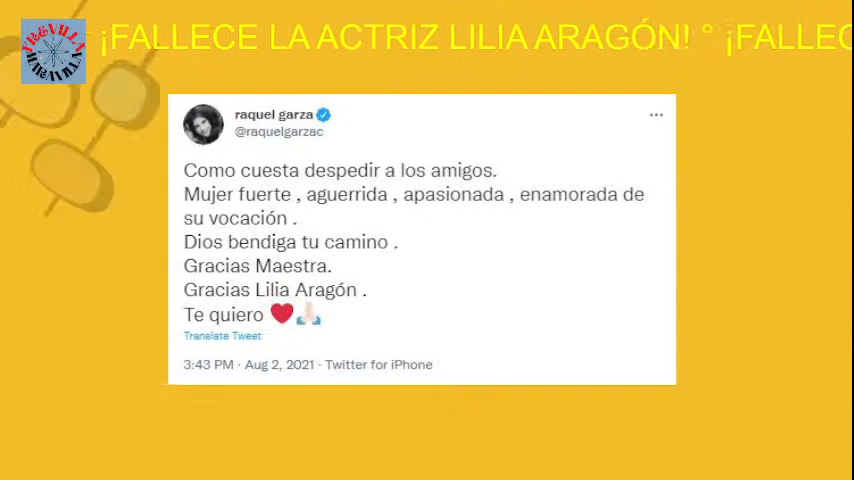 ¡FALLECE LA ACTRIZ LILIA ARAGÓN! ° ¡FALLEC
raquel garza
@raquelgarzac
Como cuesta despedir a los amigos.
Mujer fuerte , aguerrida , apasionada , enamorada de
su vocación .
Dios bendiga tu camino .
Gracias Maestra.
Gracias Lilia Aragón .
Te quiero ❤️🙏🏻
Translate Tweet
3:43 PM · Aug 2, 2021 · Twitter for iPhone